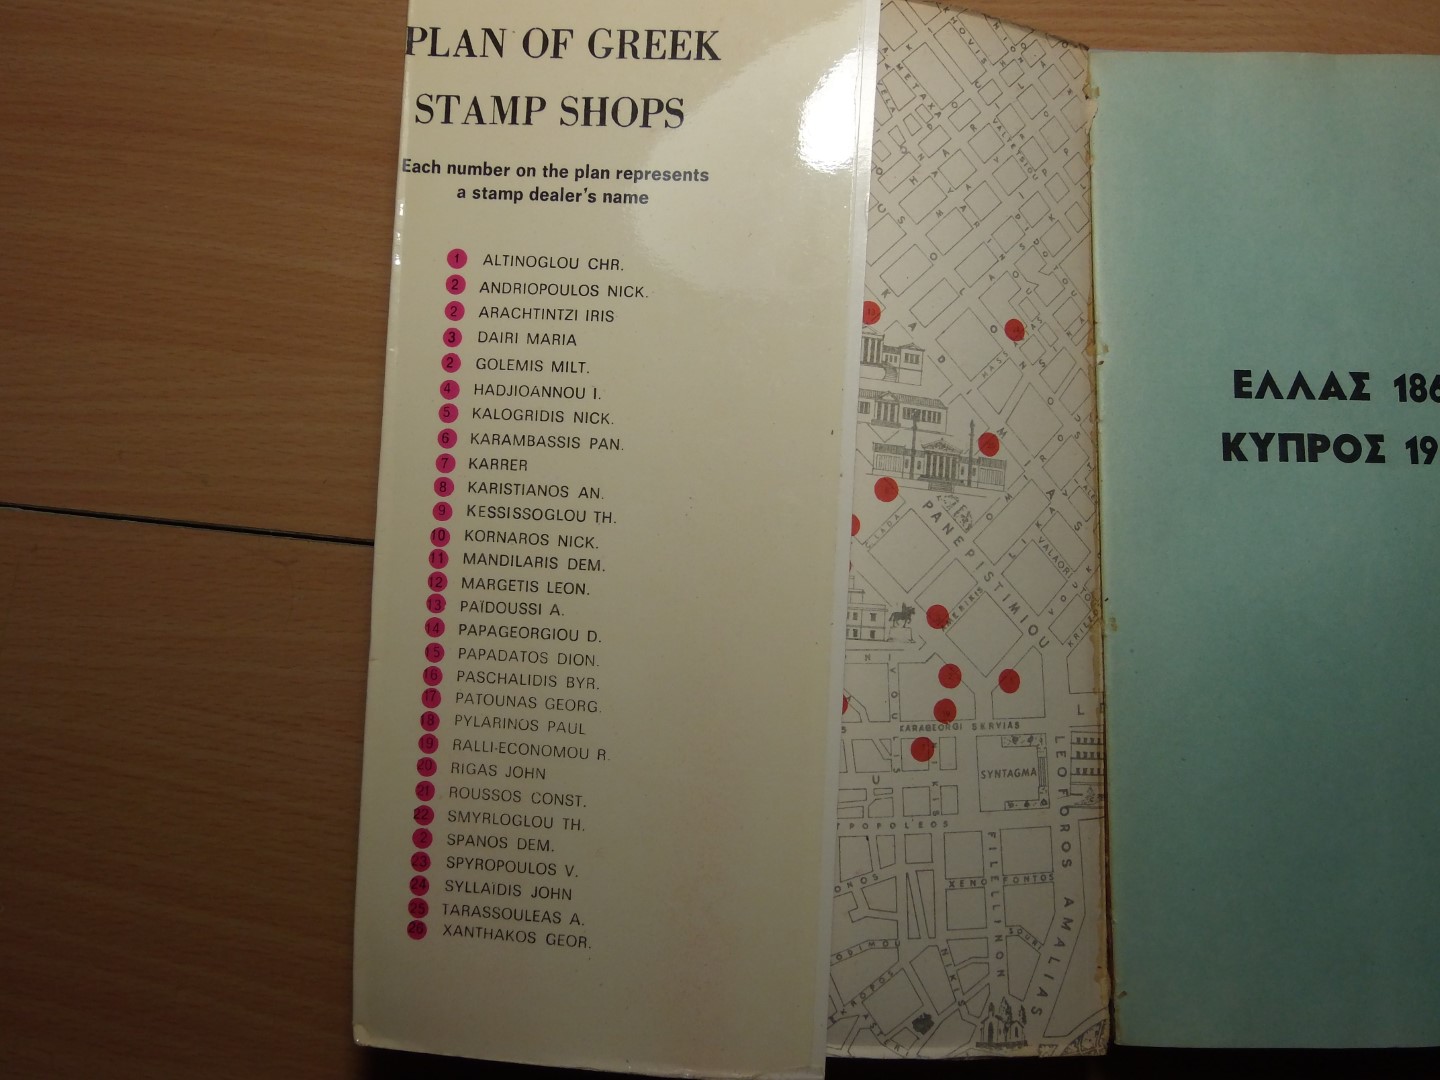 PLAN OF GREEK
STAMP SHOPS
Each number on the plan represents
a stamp dealer's name
1 ALTINOGLOU CHR.
2 ANDRIOPOULOS NICK.
2 ARACHTINTZI IRIS
3 DAIRI MARIA
2 GOLEMIS MILT.
4 HADJIOANNOU I.
5 KALOGRIDIS NICK.
6 KARAMBASSIS PAN.
7 KARRER
8 KARISTIANOS AN.
9 KESSISSOGLOU TH.
10 KORNAROS NICK.
11 MANDILARIS DEM.
12 MARGETIS LEON.
13 PAÏDOUSSI A.
14 PAPAGEORGIOU D.
15 PAPADATOS DION.
16 PASCHALIDIS BYR.
17 PATOUNAS GEORG.
18 PYLARINOS PAUL
19 RALLI-ECONOMOU R.
20 RIGAS JOHN
21 ROUSSOS CONST.
22 SMYRLOGLOU TH.
2 SPANOS DEM.
23 SPYROPOULOS V.
24 SYLLAÏDIS JOHN
25 TARASSOULEAS A.
26 XANTHAKOS GEOR.
PANEPISTIMIOU
KARAGEORGI SERVIAS
SYNTAGMA
LEOFOROS AMALIAS
TPOPOLEOS
FILELLINON
XENOFONTOS
SOURI
NIKIS
ΕΛΛΑΣ 186
ΚΥΠΡΟΣ 19